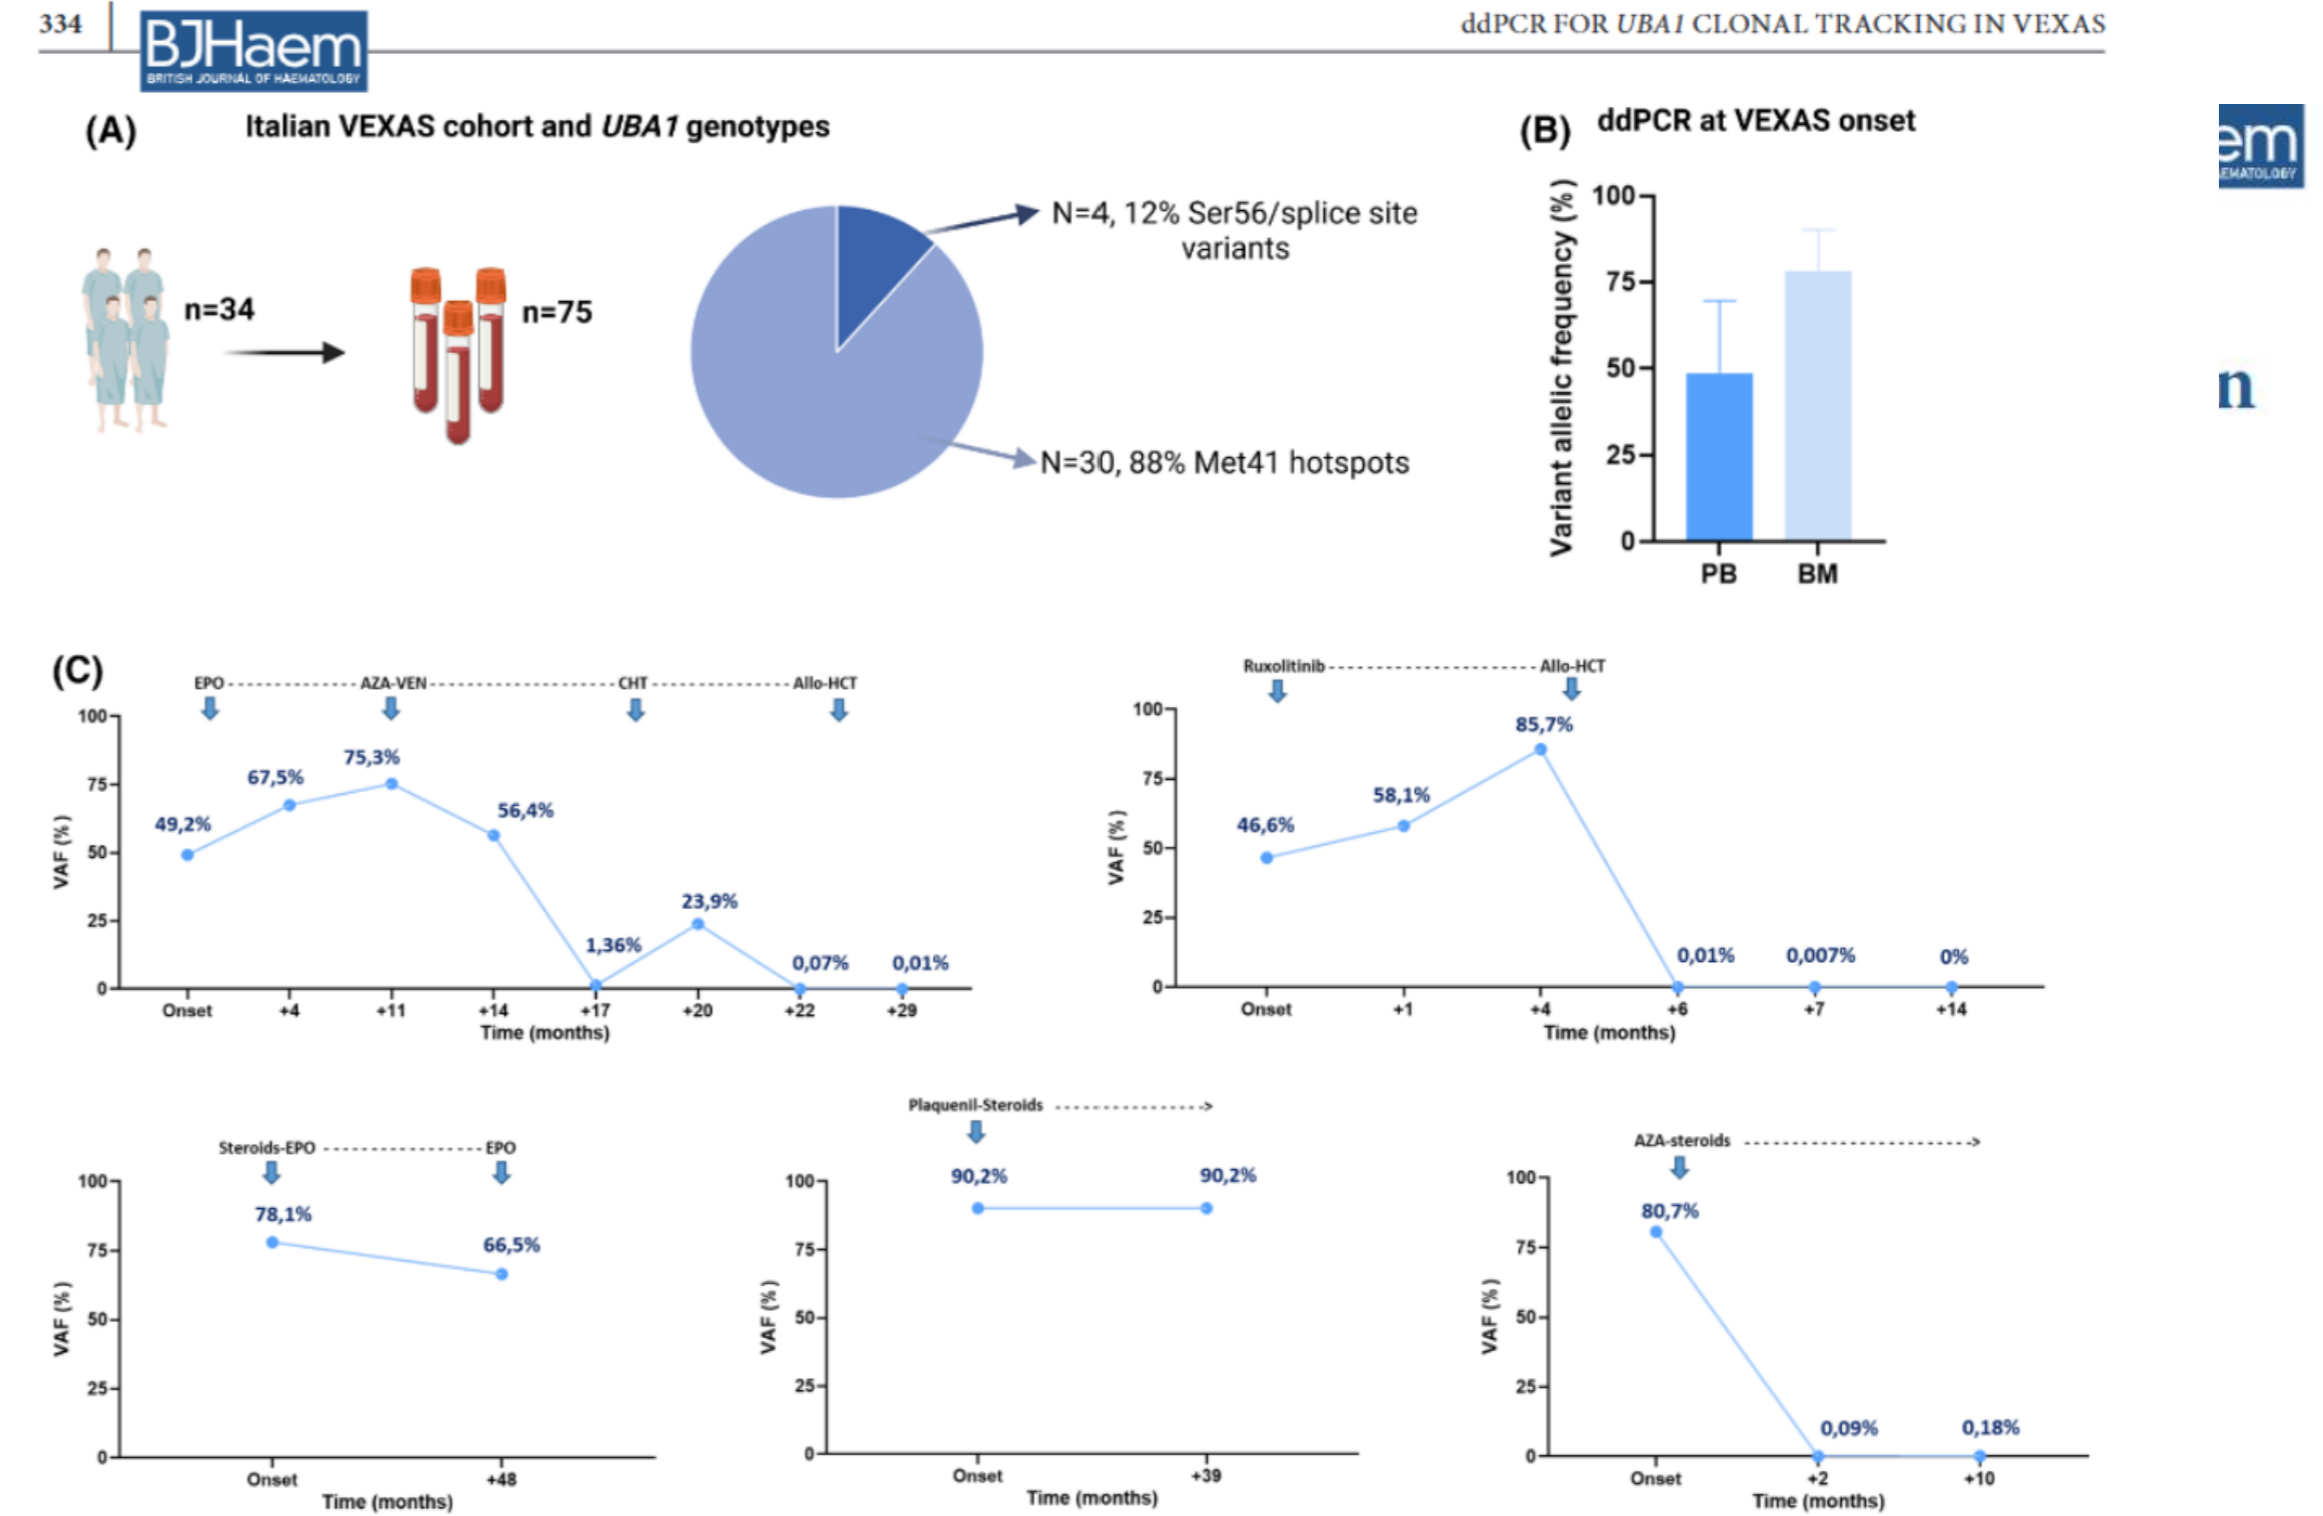 334
BJHaem
BRITISH JOURNAL OF HAEMATOLOGY
ddPCR FOR UBA1 CLONAL TRACKING IN VEXAS
(A)
Italian VEXAS cohort and UBA1 genotypes
n=34
n=75
N=4, 12% Ser56/splice site
variants
N=30, 88% Met41 hotspots
(B)
ddPCR at VEXAS onset
Variant allelic frequency (%)
100
75
50
25
0
PB BM
em
EMATOLOGY
n
(C)
EPO AZA-VEN CHT Allo-HCT
VAF (%)
100
75
50
25
0
49,2%
67,5%
75,3%
56,4%
1,36%
23,9%
0,07%
0,01%
Onset +4 +11 +14 +17 +20 +22 +29
Time (months)
Ruxolitinib Allo-HCT
VAF (%)
100
75
50
25
0
46,6%
58,1%
85,7%
0,01%
0,007%
0%
Onset +1 +4 +6 +7 +14
Time (months)
Steroids-EPO EPO
VAF (%)
100
75
50
25
0
78,1%
66,5%
Onset +48
Time (months)
Plaquenil-Steroids
VAF (%)
100
75
50
25
0
90,2%
90,2%
Onset +39
Time (months)
AZA-steroids
VAF (%)
100
75
50
25
0
80,7%
0,09%
0,18%
Onset +2 +10
Time (months)